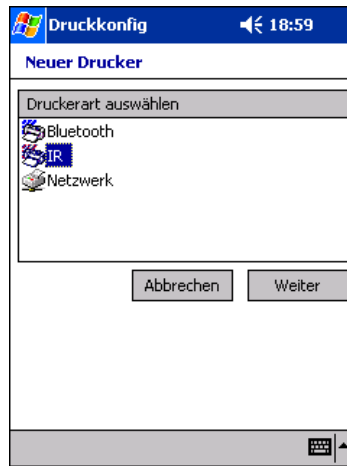 Druckkonfig 18:59
Neuer Drucker
Druckerart auswählen
Bluetooth
IR
Netzwerk
Abbrechen Weiter